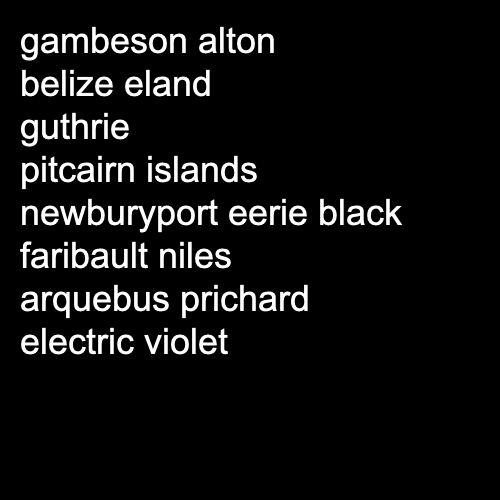 gambeson alton
belize eland
guthrie
pitcairn islands
newburyport eerie black
faribault niles
arquebus prichard
electric violet